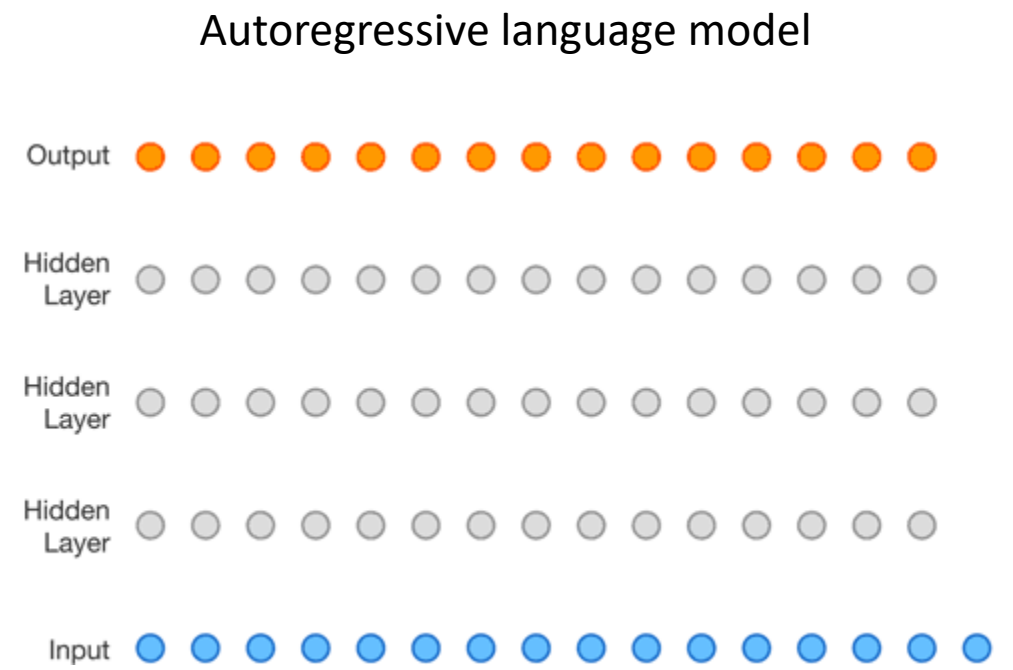 Autoregressive language model
Output
Hidden
Layer
Hidden
Layer
Hidden
Layer
Input